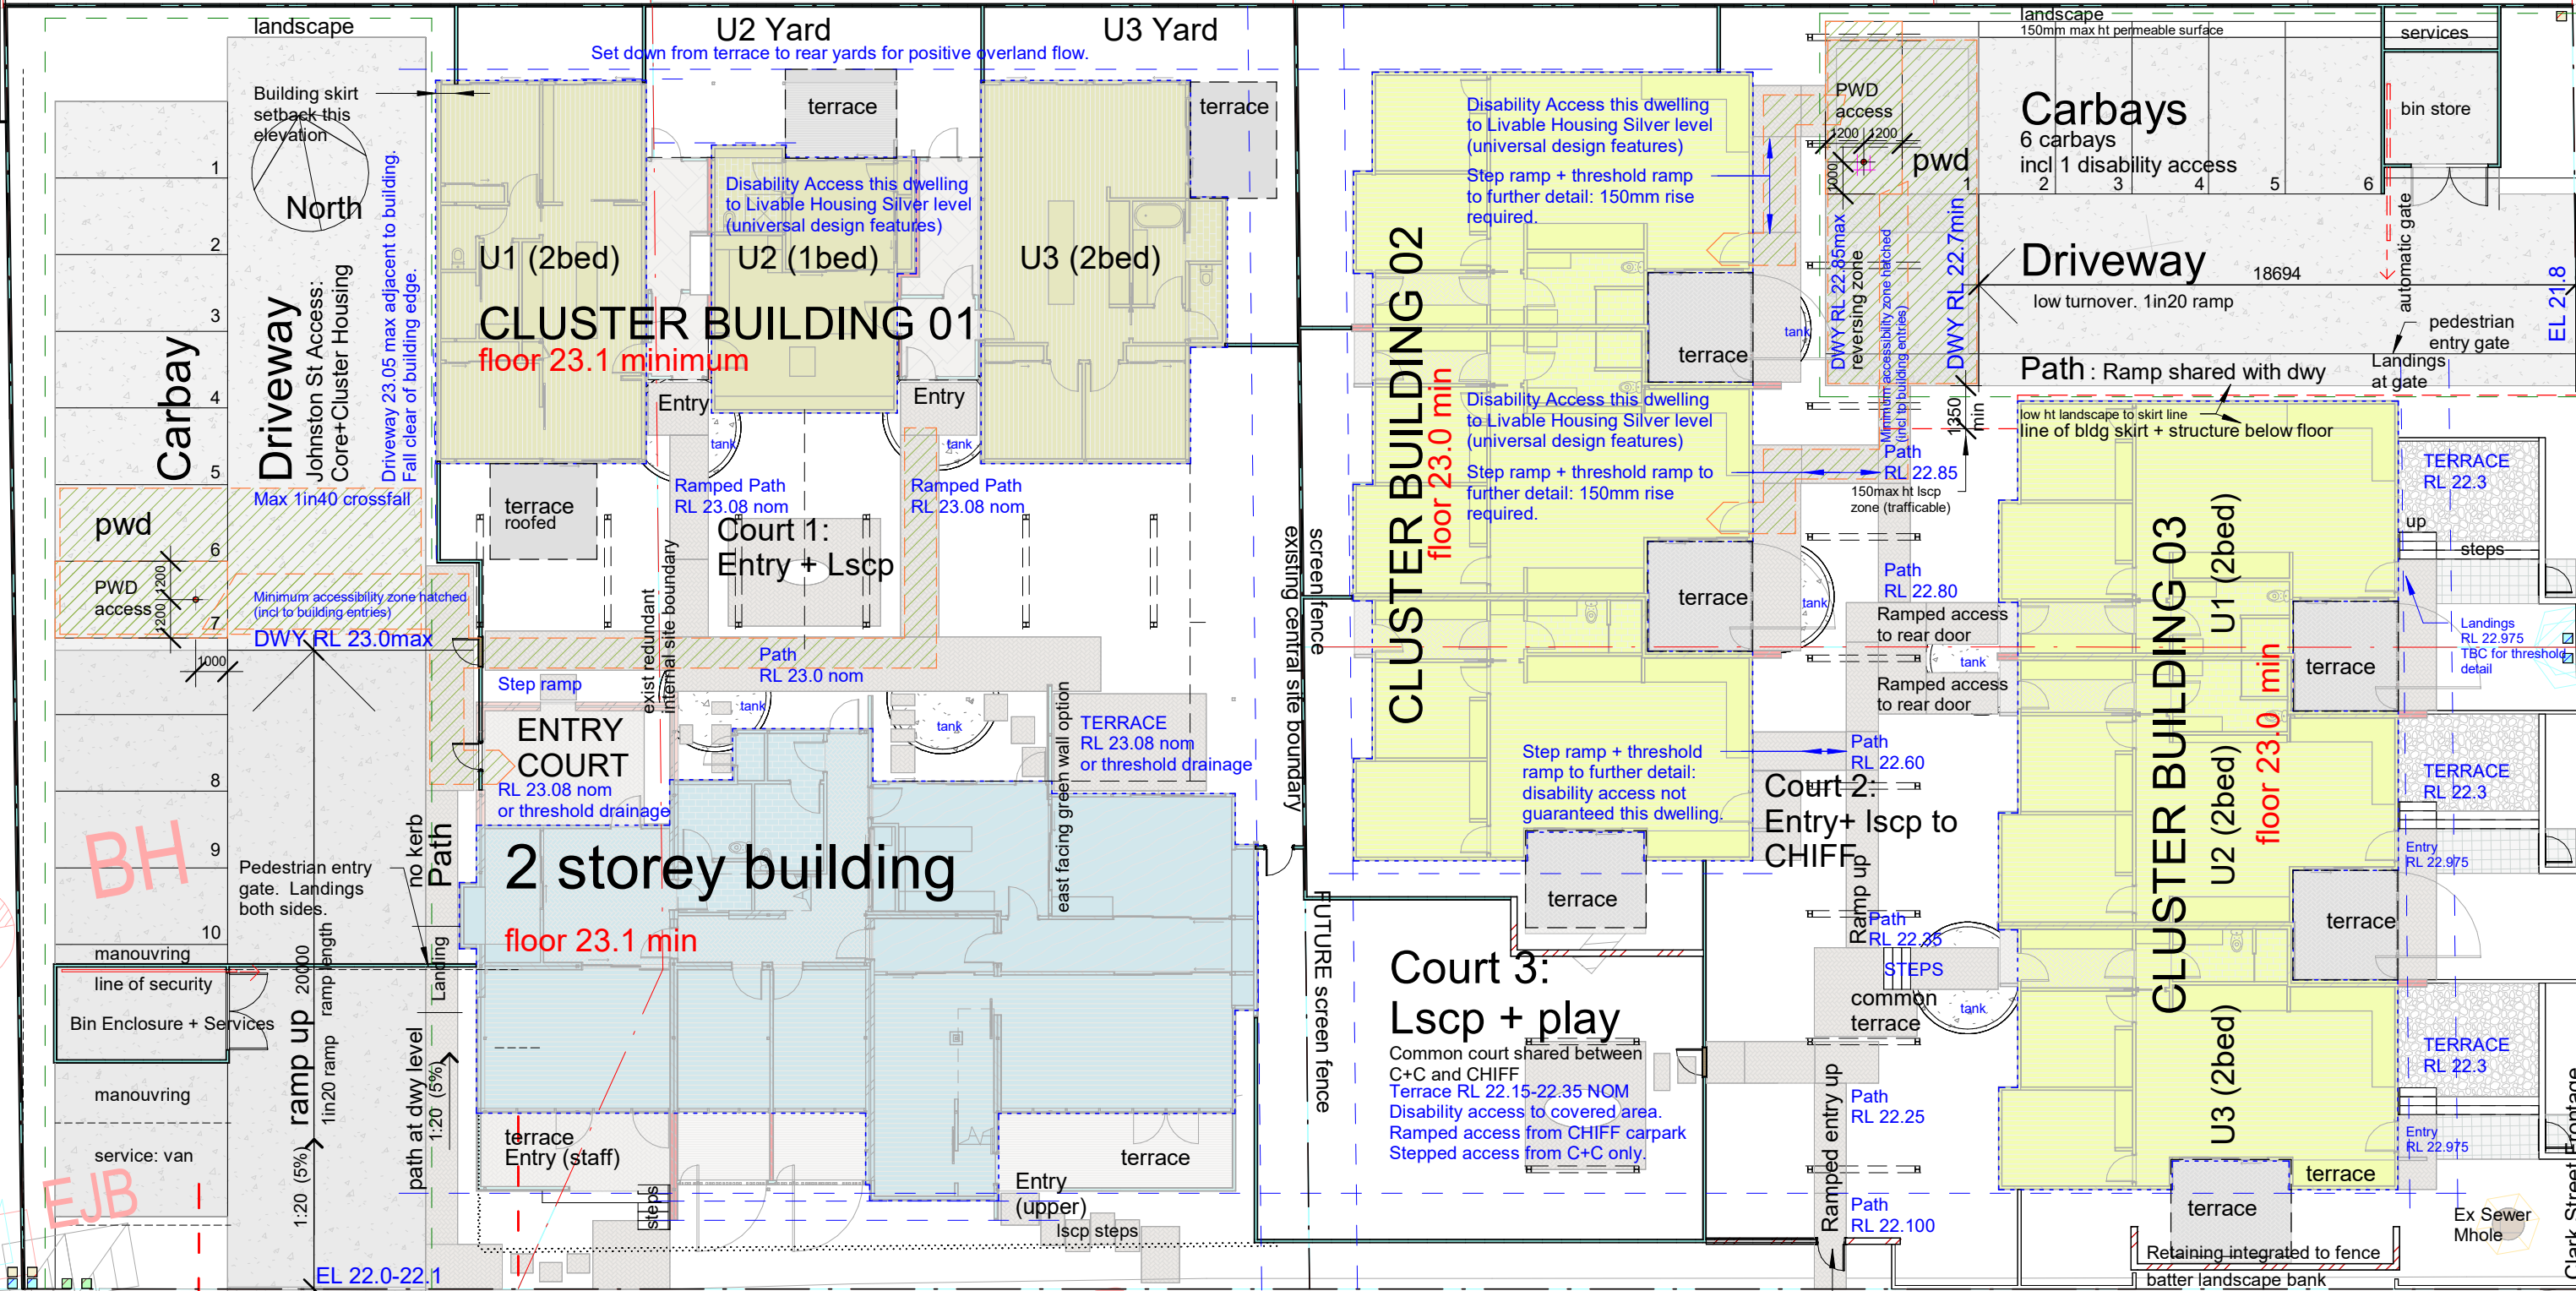 landscape
Building skirt
setback this
elevation
North
1
2
3
4
5
6
7
8
9
10
Carbay
Driveway
Johnston St Access:
Core+Cluster Housing
Driveway 23.05 max adjacent to building.
Fall clear of building edge.
Max 1in40 crossfall
pwd
PWD
access
1200
1200
1000
Minimum accessibility zone hatched
(incl to building entries)
DWY RL 23.0max
BH
EJB
Pedestrian entry
gate. Landings
both sides.
no kerb
Path
Landing
manouvring
line of security
Bin Enclosure + Services
manouvring
service: van
ramp up 20000
1in20 ramp
ramp length
1:20 (5%)
path at dwy level
1:20 (5%)
EL 22.0-22.1
U2 Yard
U3 Yard
Set down from terrace to rear yards for positive overland flow.
terrace
terrace
Disability Access this dwelling
to Livable Housing Silver level
(universal design features)
U1 (2bed)
U2 (1bed)
U3 (2bed)
CLUSTER BUILDING 01
floor 23.1 minimum
Entry
Entry
tank
tank
terrace
roofed
Ramped Path
RL 23.08 nom
Ramped Path
RL 23.08 nom
Court 1:
Entry + Lscp
exist redundant
internal site boundary
Path
RL 23.0 nom
Step ramp
ENTRY
COURT
RL 23.08 nom
or threshold drainage
tank
tank
east facing green wall option
TERRACE
RL 23.08 nom
or threshold drainage
2 storey building
floor 23.1 min
terrace
Entry (staff)
steps
terrace
Entry
(upper)
lscp steps
screen fence
existing central site boundary
FUTURE screen fence
CLUSTER BUILDING 02
floor 23.0 min
Disability Access this dwelling
to Livable Housing Silver level
(universal design features)
Step ramp + threshold ramp
to further detail: 150mm rise
required.
terrace
tank
Disability Access this dwelling
to Livable Housing Silver level
(universal design features)
Step ramp + threshold ramp to
further detail: 150mm rise
required.
terrace
tank
Step ramp + threshold
ramp to further detail:
disability access not
guaranteed this dwelling.
terrace
Court 3:
Lscp + play
Common court shared between
C+C and CHIFF
Terrace RL 22.15-22.35 NOM
Disability access to covered area.
Ramped access from CHIFF carpark
Stepped access from C+C only.
landscape
150mm max ht permeable surface
services
bin store
PWD
access
1200
1200
1000
pwd
Carbays
6 carbays
incl 1 disability access
1
2
3
4
5
6
DWY RL 22.85max
reversing zone
Minimum accessibility zone hatched
(incl to building entries)
DWY RL 22.7min
Driveway
18694
low turnover. 1in20 ramp
automatic gate
EL 21.8
pedestrian
entry gate
Landings
at gate
Path : Ramp shared with dwy
1350
min
low ht landscape to skirt line
line of bldg skirt + structure below floor
Path
RL 22.85
150max ht lscp
zone (trafficable)
Path
RL 22.80
Ramped access
to rear door
tank
Ramped access
to rear door
Path
RL 22.60
Court 2:
Entry+ lscp to
CHIFF
Ramp up
Path
RL 22.35
STEPS
common
terrace
tank
Path
RL 22.25
Ramped entry up
Path
RL 22.100
CLUSTER BUILDING 03
floor 23.0 min
U1 (2bed)
U2 (2bed)
U3 (2bed)
terrace
terrace
terrace
terrace
TERRACE
RL 22.3
up
steps
Landings
RL 22.975
TBC for threshold
detail
TERRACE
RL 22.3
Entry
RL 22.975
TERRACE
RL 22.3
Entry
RL 22.975
Ex Sewer
Mhole
Retaining integrated to fence
batter landscape bank
Clark Street Frontage